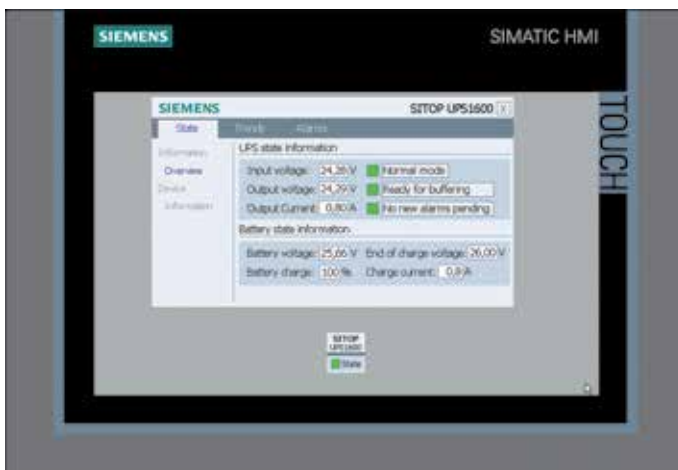 SIEMENS
SIMATIC HMI
TOUCH
SIEMENS
SITOP UPS1600 X
State Trends Alarms
Information
Overview
Device
Information
UPS state information
Input voltage: 24,28 V Normal mode
Output voltage: 24,29 V Ready for buffering
Output Current: 0,80 A No new alarms pending
Battery state information
Battery voltage: 25,66 V End of charge voltage: 26,00 V
Battery charge: 100 % Charge current: 0,8 A
SITOP
UPS1600
State